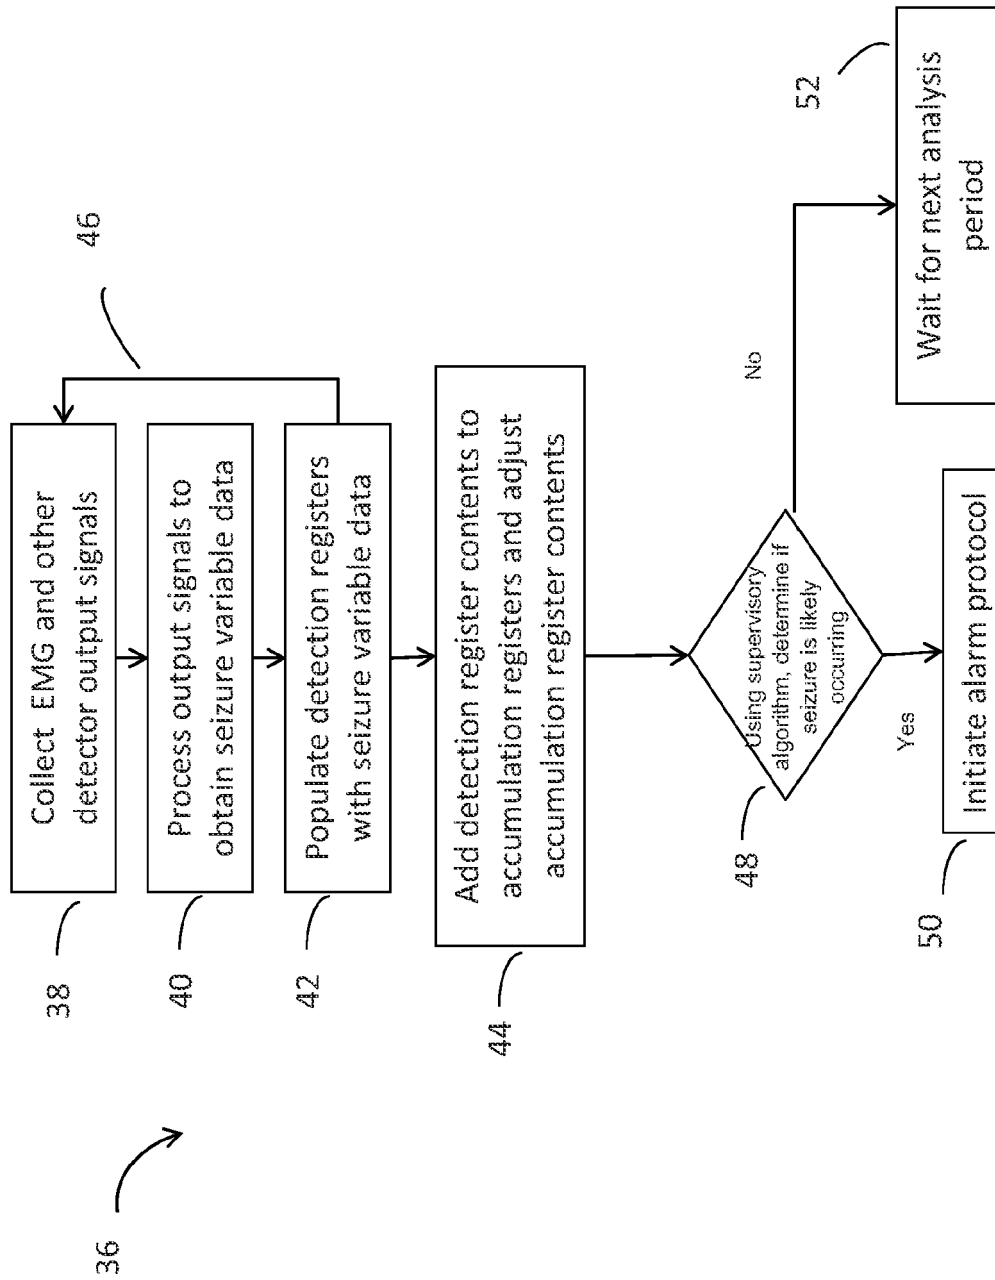 36
38
Collect EMG and other
detector output signals
46
40
Process output signals to
obtain seizure variable data
42
Populate detection registers
with seizure variable data
44
Add detection register contents to
accumulation registers and adjust
accumulation register contents
48
Using supervisory
algorithm, determine if
seizure is likely
occurring
Yes
No
50
Initiate alarm protocol
52
Wait for next analysis
period